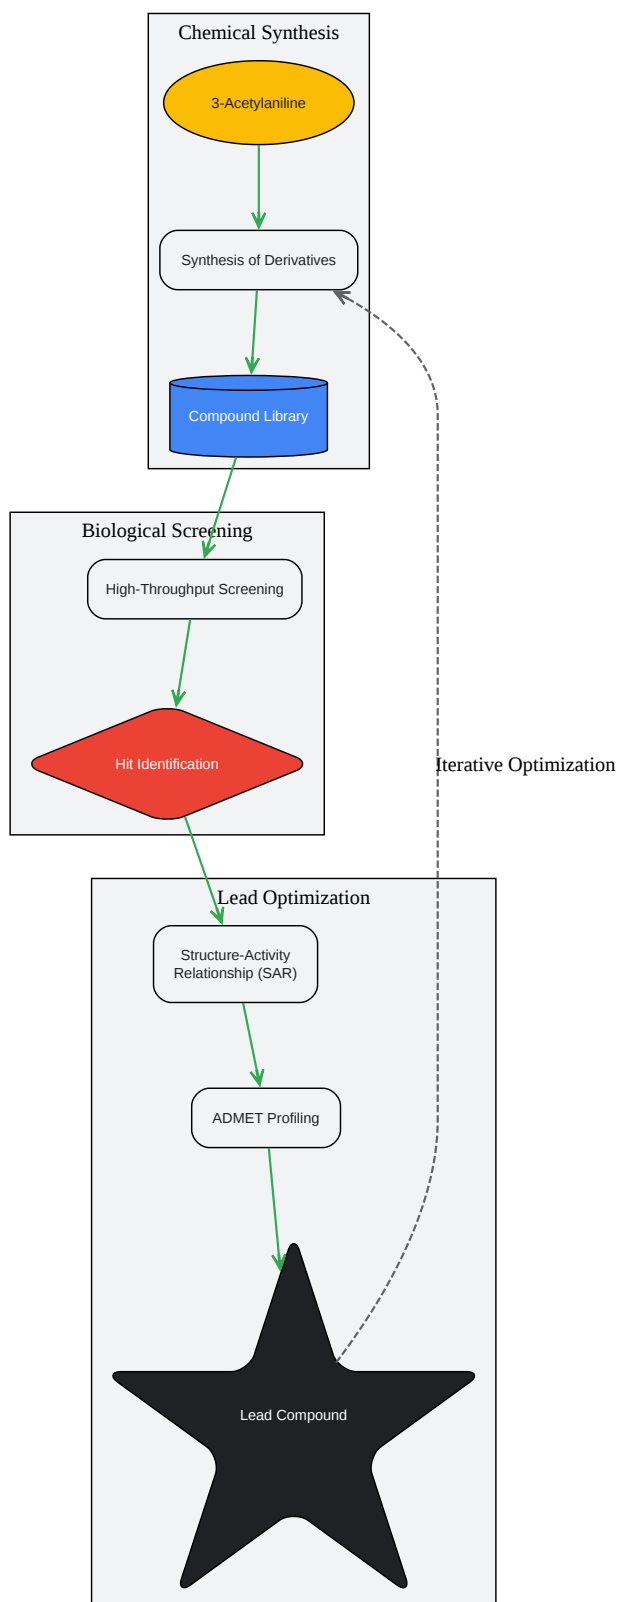 Chemical Synthesis
3-Acetylaniline
Synthesis of Derivatives
Compound Library
Biological Screening
High-Throughput Screening
Hit Identification
Iterative Optimization
Lead Optimization
Structure-Activity
Relationship (SAR)
ADMET Profiling
Lead Compound